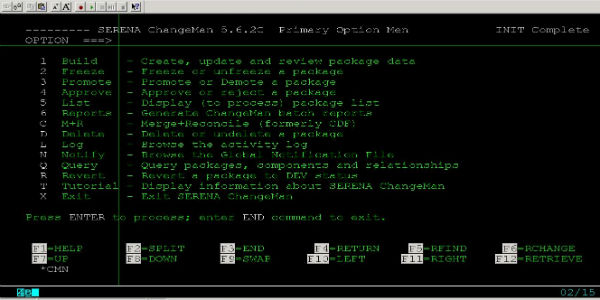 --------- SERENA ChangeMan 5.6.2C Primary Option Men INIT Complete
OPTION ===>
1 Build - Create, update and review package data
2 Freeze - Freeze or unfreeze a package
3 Promote - Promote or Demote a package
4 Approve - Approve or reject a package
5 List - Display (to process) package list
6 Reports - Generate ChangeMan batch reports
C M+R - Merge+Reconcile (formerly CDF)
D Delete - Delete or undelete a package
L Log - Browse the activity log
N Notify - Browse the Global Notification File
Q Query - Query packages, components and relationships
R Revert - Revert a package to DEV status
T Tutorial - Display information about SERENA ChangeMan
X Exit - Exit SERENA ChangeMan
Press ENTER to process; enter END command to exit.
F1=HELP F2=SPLIT F3=END F4=RETURN F5=RFIND F6=RCHANGE
F7=UP F8=DOWN F9=SWAP F10=LEFT F11=RIGHT F12=RETRIEVE
*CMN
02/15